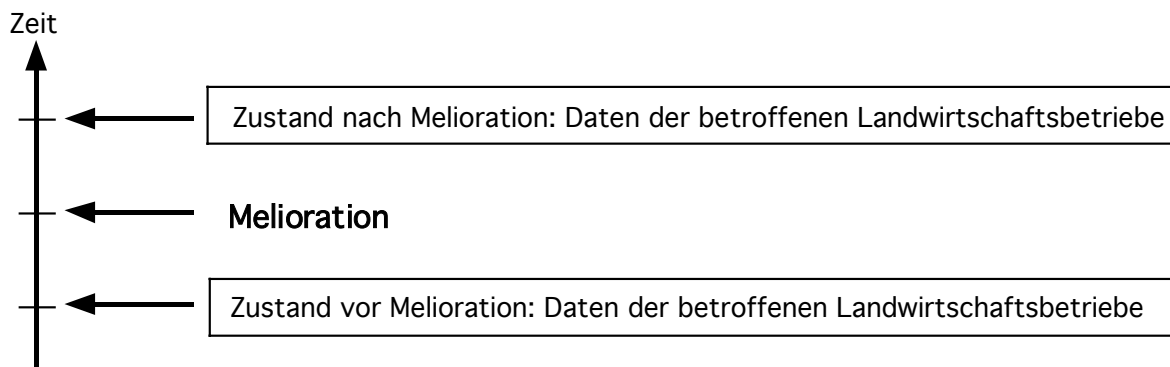 Zeit
Zustand nach Melioration: Daten der betroffenen Landwirtschaftsbetriebe
Melioration
Zustand vor Melioration: Daten der betroffenen Landwirtschaftsbetriebe